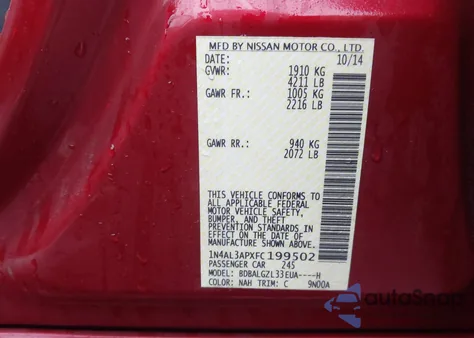 MFD BY NISSAN MOTOR CO., LTD.
DATE: 10/14
GVWR: 1910 KG
4211 LB
GAWR FR.: 1005 KG
2216 LB
GAWR RR.: 940 KG
2072 LB
THIS VEHICLE CONFORMS TO
ALL APPLICABLE FEDERAL
MOTOR VEHICLE SAFETY,
BUMPER, AND THEFT
PREVENTION STANDARDS IN
EFFECT ON THE DATE OF
MANUFACTURE SHOWN ABOVE.
1N4AL3APXFC199502
PASSENGER CAR 245
MODEL: BDBALGZL33EUA----H
COLOR: NAH TRIM: C 9N00A
autoSnap